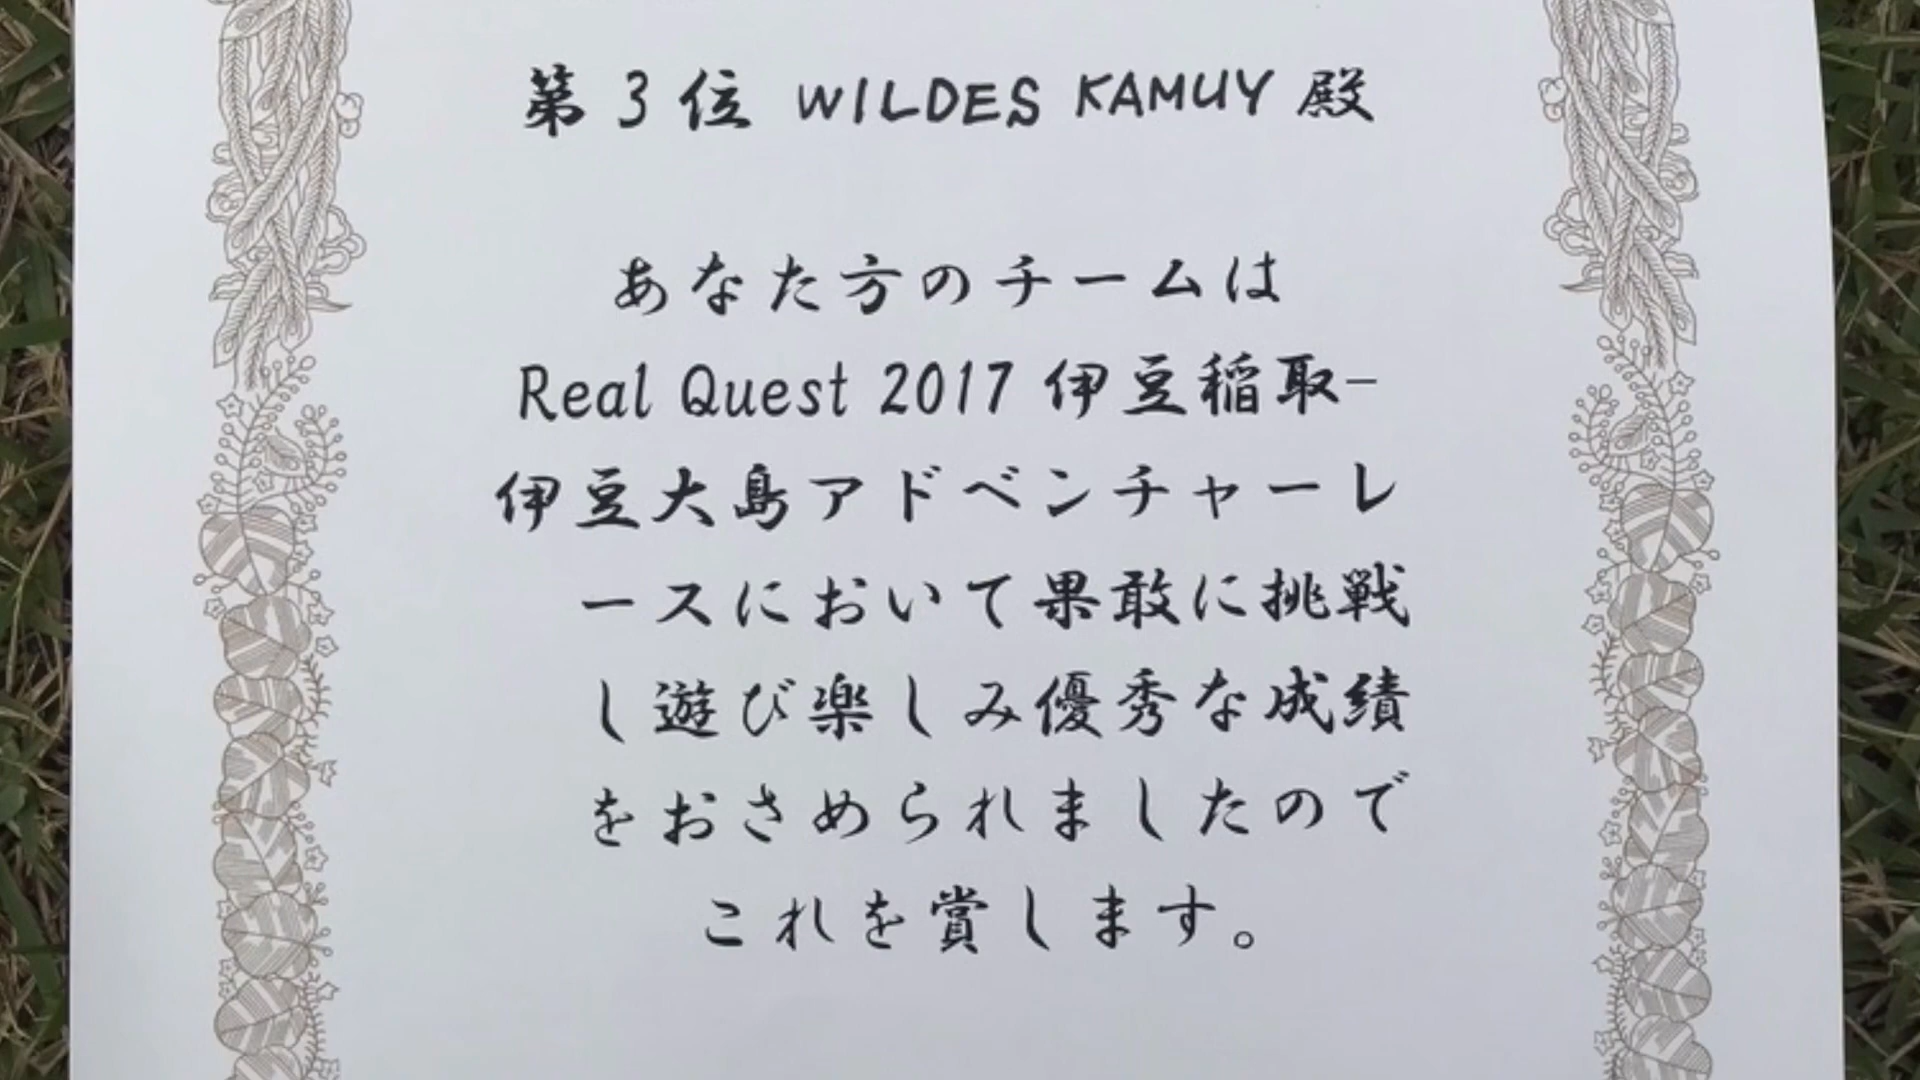 第3位 WILDES KAMUY 殿
あなた方のチームは
Real Quest 2017 伊豆稲取-
伊豆大島アドベンチャーレ
ースにおいて果敢に挑戦
し遊び楽しみ優秀な成績
をおさめられましたので
これを賞します。